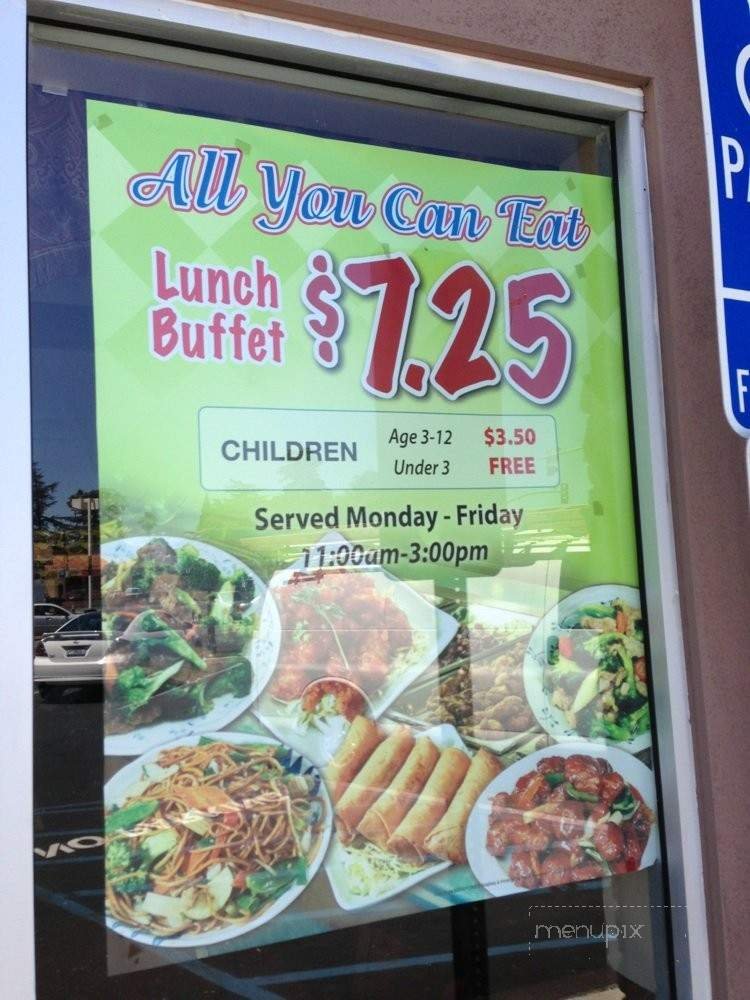 All You Can Eat
Lunch
Buffet
$7.25
CHILDREN
Age 3-12 $3.50
Under 3 FREE
Served Monday - Friday
11:00am-3:00pm
PA
F
menupix